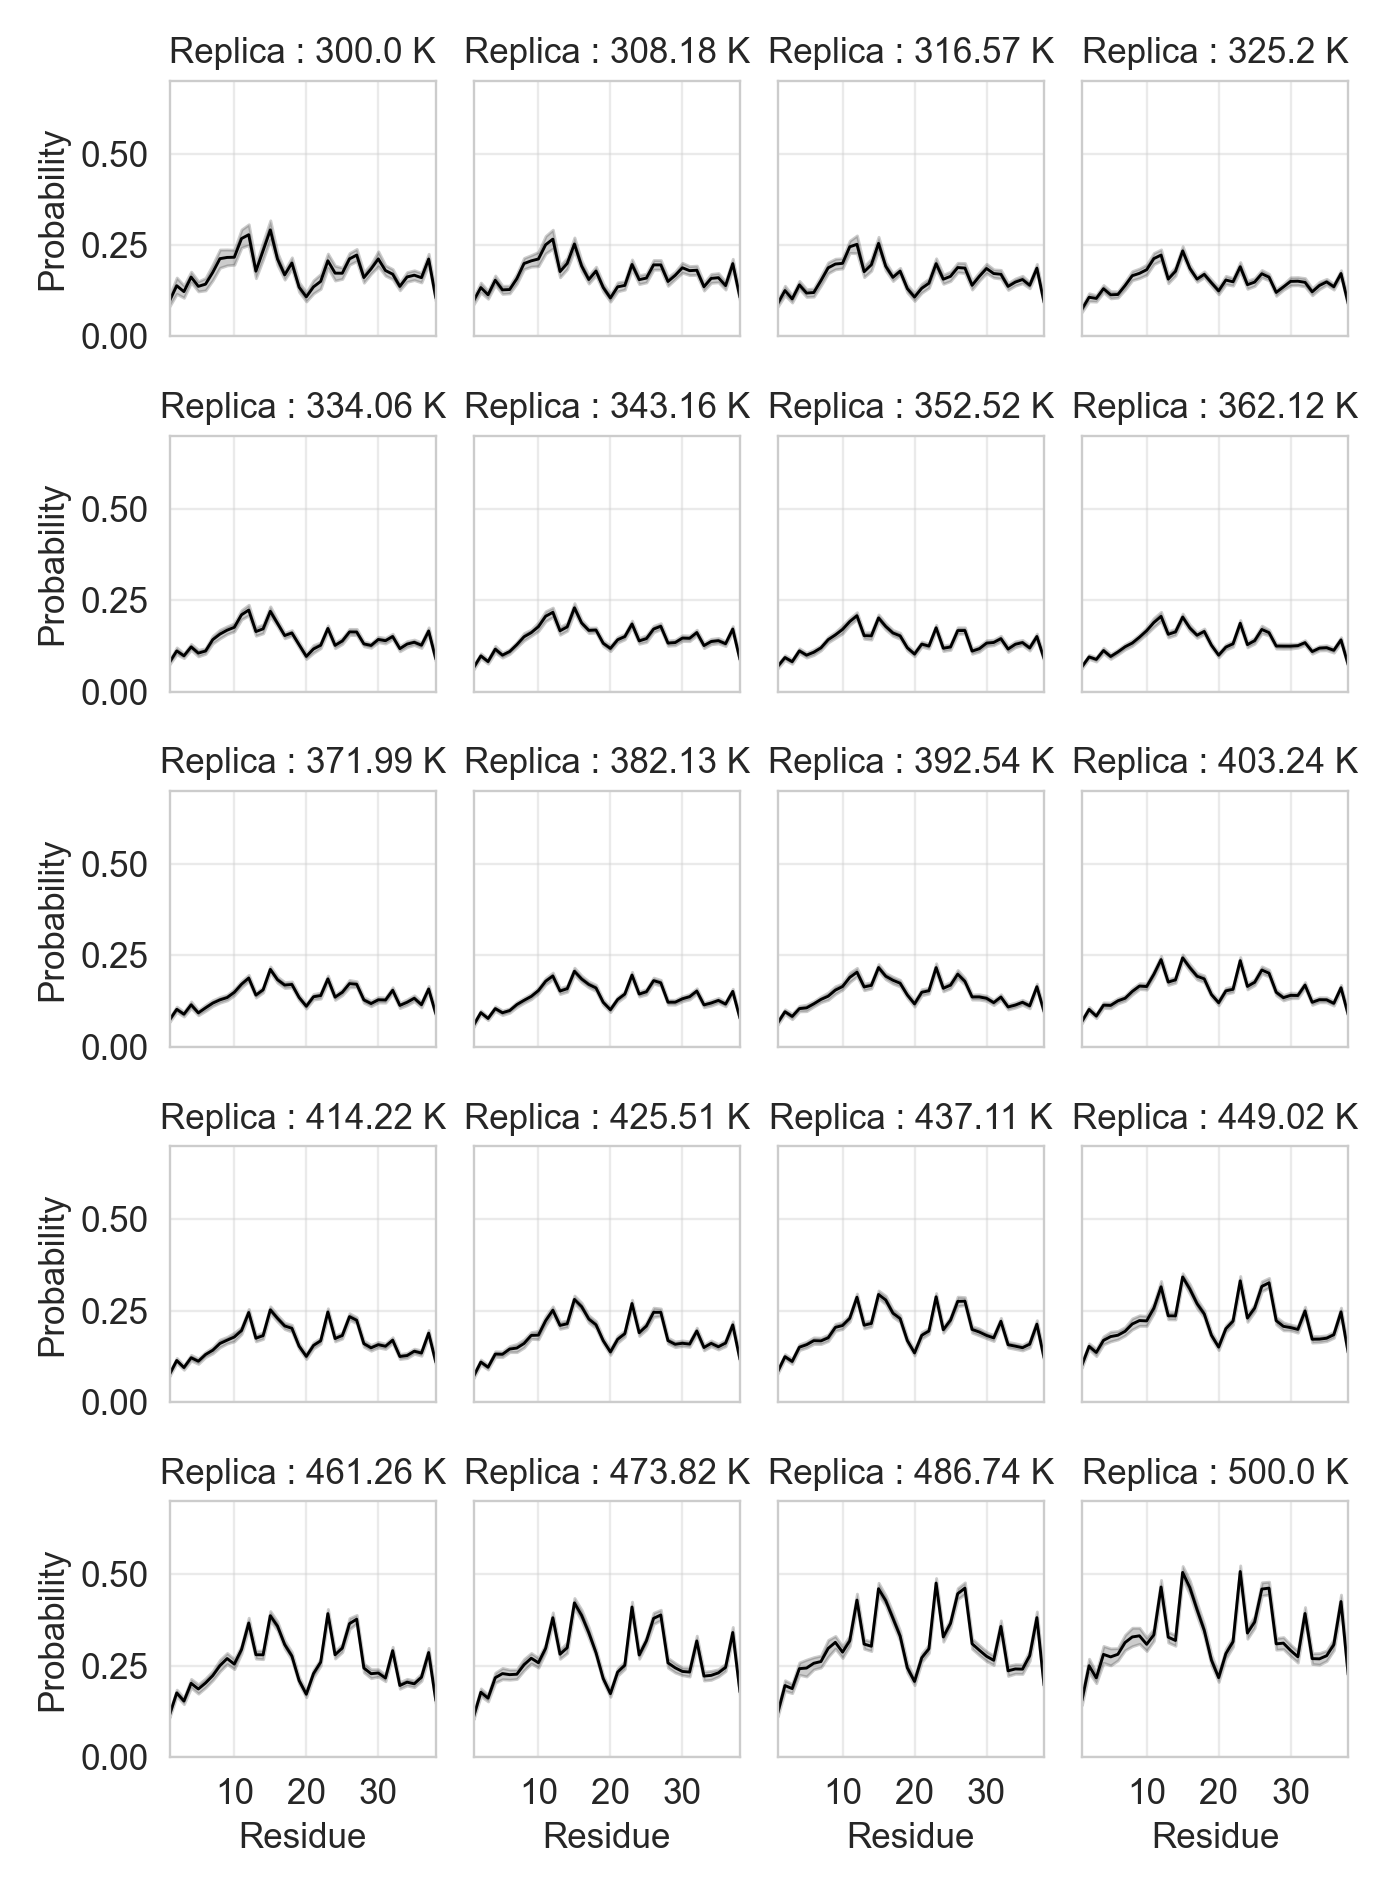 Replica : 300.0 K Replica : 308.18 K Replica : 316.57 K Replica : 325.2 K
Probability
0.50
0.25
0.00
Replica : 334.06 K Replica : 343.16 K Replica : 352.52 K Replica : 362.12 K
Probability
0.50
0.25
0.00
Replica : 371.99 K Replica : 382.13 K Replica : 392.54 K Replica : 403.24 K
Probability
0.50
0.25
0.00
Replica : 414.22 K Replica : 425.51 K Replica : 437.11 K Replica : 449.02 K
Probability
0.50
0.25
0.00
Replica : 461.26 K Replica : 473.82 K Replica : 486.74 K Replica : 500.0 K
Probability
0.50
0.25
0.00
10 20 30 10 20 30 10 20 30 10 20 30
Residue Residue Residue Residue